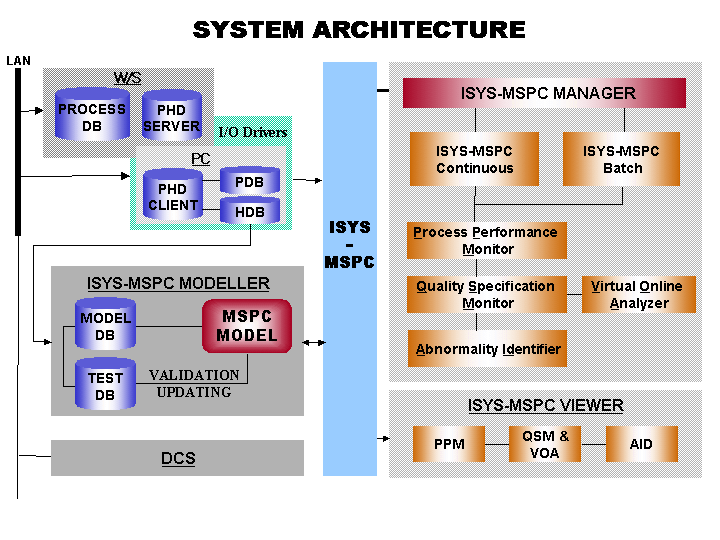 SYSTEM ARCHITECTURE
LAN
W/S
PROCESS
DB
PHD
SERVER
I/O Drivers
PC
PHD
CLIENT
PDB
HDB
ISYS-MSPC MODELLER
MODEL
DB
MSPC
MODEL
TEST
DB
VALIDATION
UPDATING
DCS
ISYS
-
MSPC
ISYS-MSPC MANAGER
ISYS-MSPC
Continuous
ISYS-MSPC
Batch
Process Performance
Monitor
Quality Specification
Monitor
Virtual Online
Analyzer
Abnormality Identifier
ISYS-MSPC VIEWER
PPM
QSM &
VOA
AID